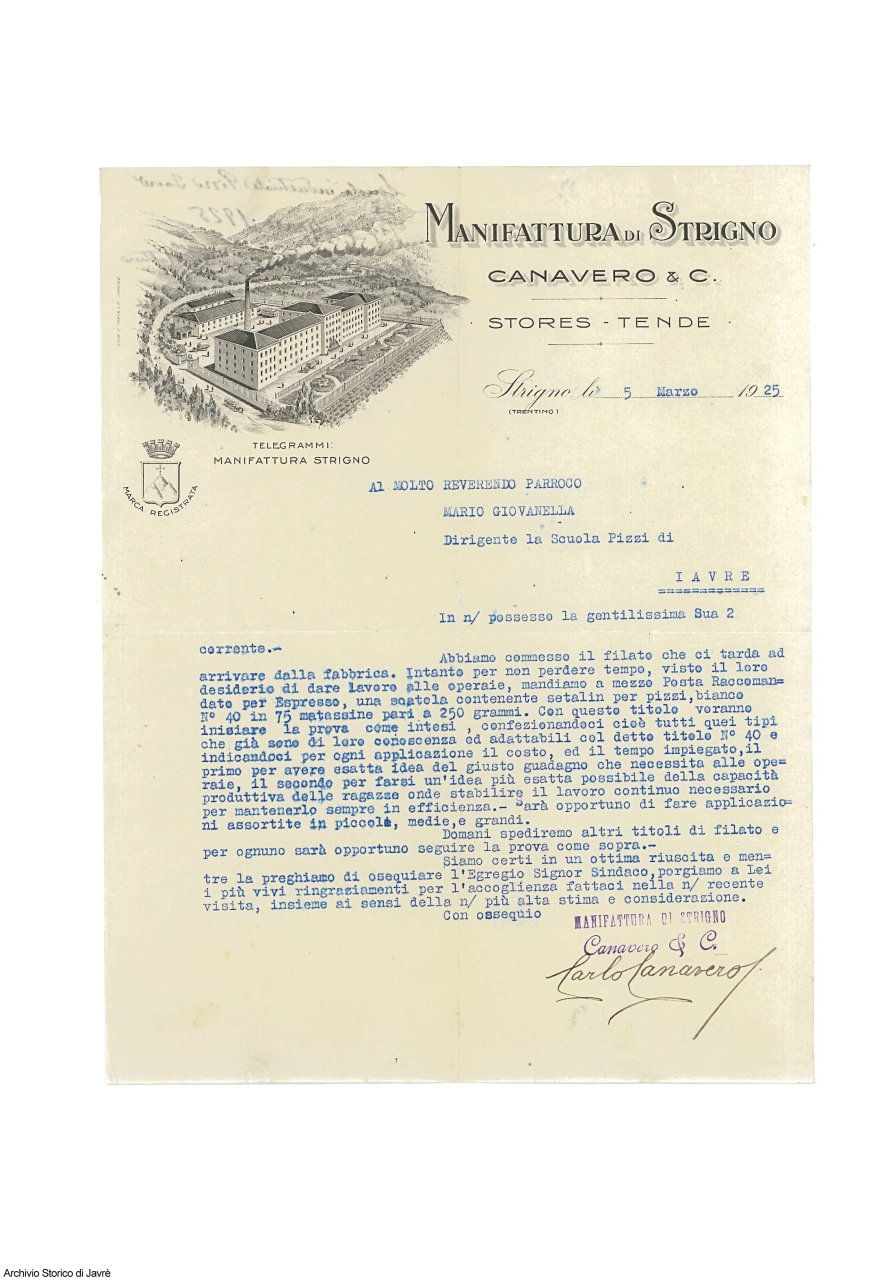 MANIFATTURA DI STRIGNO
CANAVERO & C.
STORES - TENDE
Strigno li 5 Marzo 1925
(TRENTINO)
TELEGRAMMI:
MANIFATTURA STRIGNO
MARCA REGISTRATA
Al MOLTO REVERENDO PARROCO
MARIO GIOVANELLA
Dirigente la Scuola Pizzi di
I A V R E
=============
In n/ possesso la gentilissima Sua 2
corrente.-
Abbiamo commesso il filato che ci tarda ad
arrivare dalla fabbrica. Intanto per non perdere tempo, visto il loro
desiderio di dare lavoro alle operaie, mandiamo a mezzo Posta Raccoman=
dato per Espresso, una scatola contenente setalin per pizzi,bianco
N° 40 in 75 matassine pari a 250 grammi. Con questo titolo voranno
inisiare la prova come intesi , confezionandoci cioè tutti quei tipi
che già sono di loro conoscenza ed adattabili col detto titolo N° 40 e
indicandoci per ogni applicazione il costo, ed il tempo impiegato,il
primo per avere esatta idea del giusto guadagno che necessita alle ope=
raie, il secondo per farsi un'idea più esatta possibile della capacità
produttiva delle ragazze onde stabilire il lavoro continuo necessario
per mantenerlo sempre in efficienza.- Sarà opportuno di fare applicazio=
ni assortite in piccole, medie,e grandi.
Domani spediremo altri titoli di filato e
per ognuno sarà opportuno seguire la prova come sopra.-
Siamo certi in un ottima riuscita e men=
tre la preghiamo di osequiare l'Egregio Signor Sindaco,porgiamo a Lei
i più vivi ringraziamenti per l'accoglienza fattaci nella n/ recente
visita, insieme ai sensi della n/ più alta stima e considerazione.
Con ossequio
MANIFATTURA DI STRIGNO
Canavero & C.
Carlo Canavero
Archivio Storico di Javrè